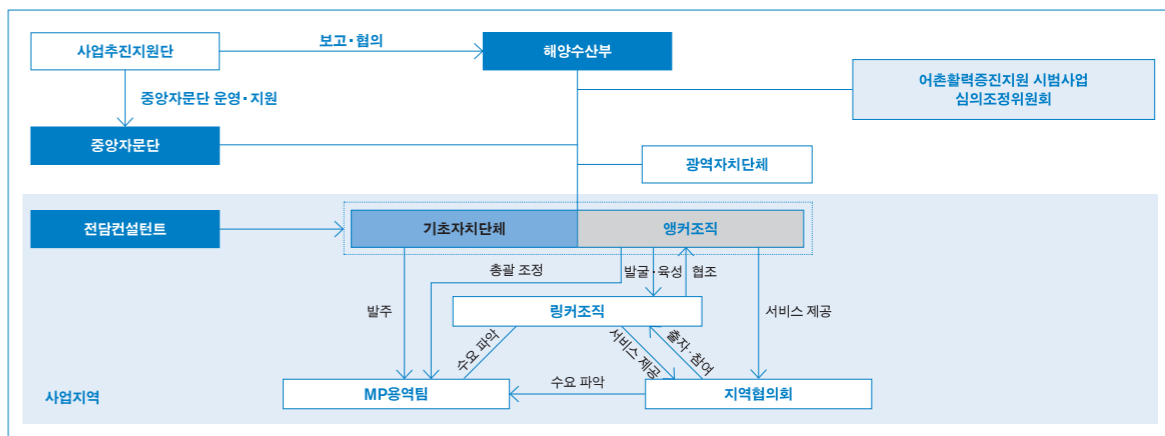 사업추진지원단
보고·협의
해양수산부
어촌활력증진지원 시범사업
심의조정위원회
중앙자문단 운영·지원
중앙자문단
광역자치단체
전담컨설턴트
기초자치단체
앵커조직
총괄 조정
발굴·육성
협조
발주
링커조직
서비스 제공
수요 파악
서비스 제공
출자·참여
수요 파악
MP용역팀
지역협의회
사업지역